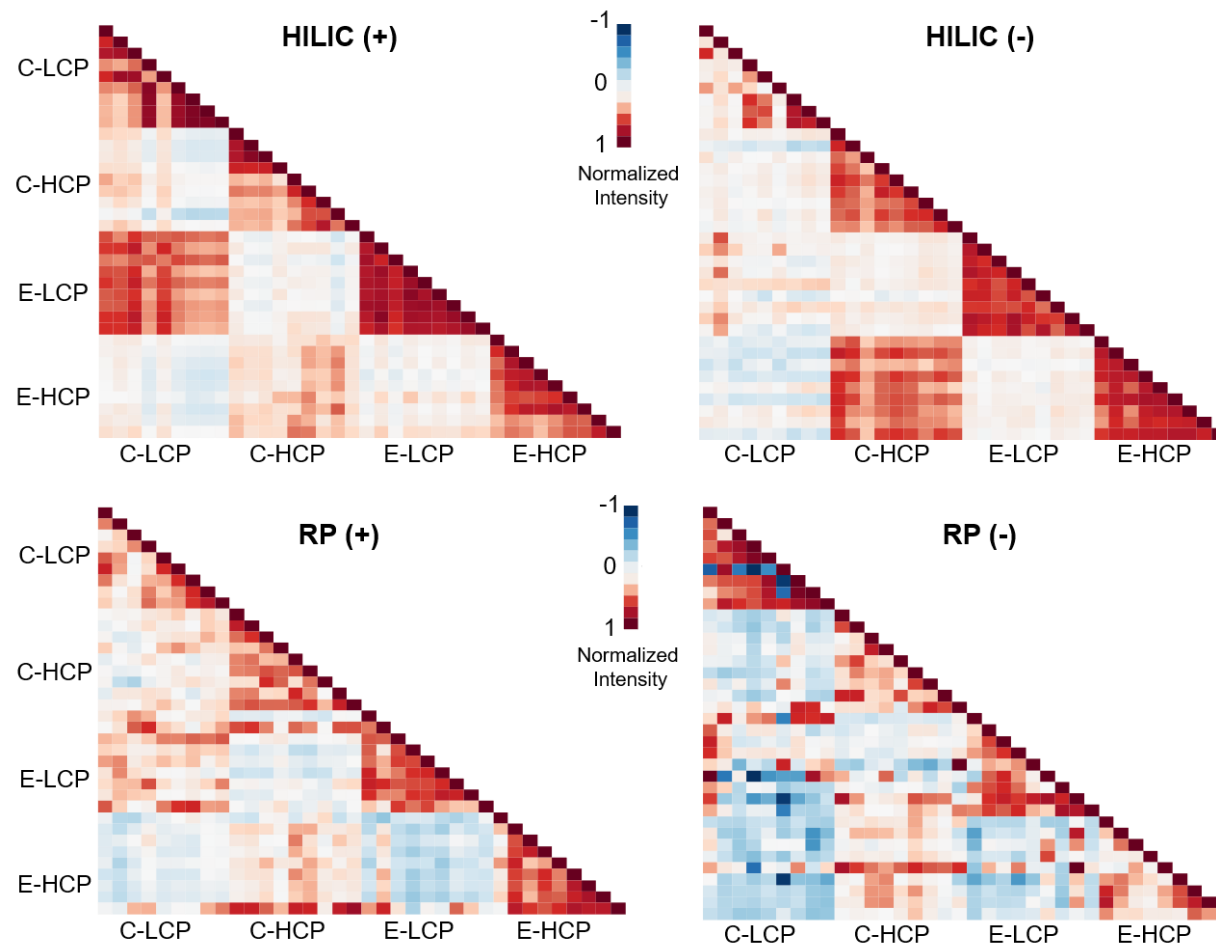 HILIC (+)
-1
0
1
Normalized
Intensity
HILIC (-)
C-LCP
C-HCP
E-LCP
E-HCP
C-LCP
C-HCP
E-LCP
E-HCP
C-LCP
C-HCP
E-LCP
E-HCP
RP (+)
-1
0
1
Normalized
Intensity
RP (-)
C-LCP
C-HCP
E-LCP
E-HCP
C-LCP
C-HCP
E-LCP
E-HCP
C-LCP
C-HCP
E-LCP
E-HCP